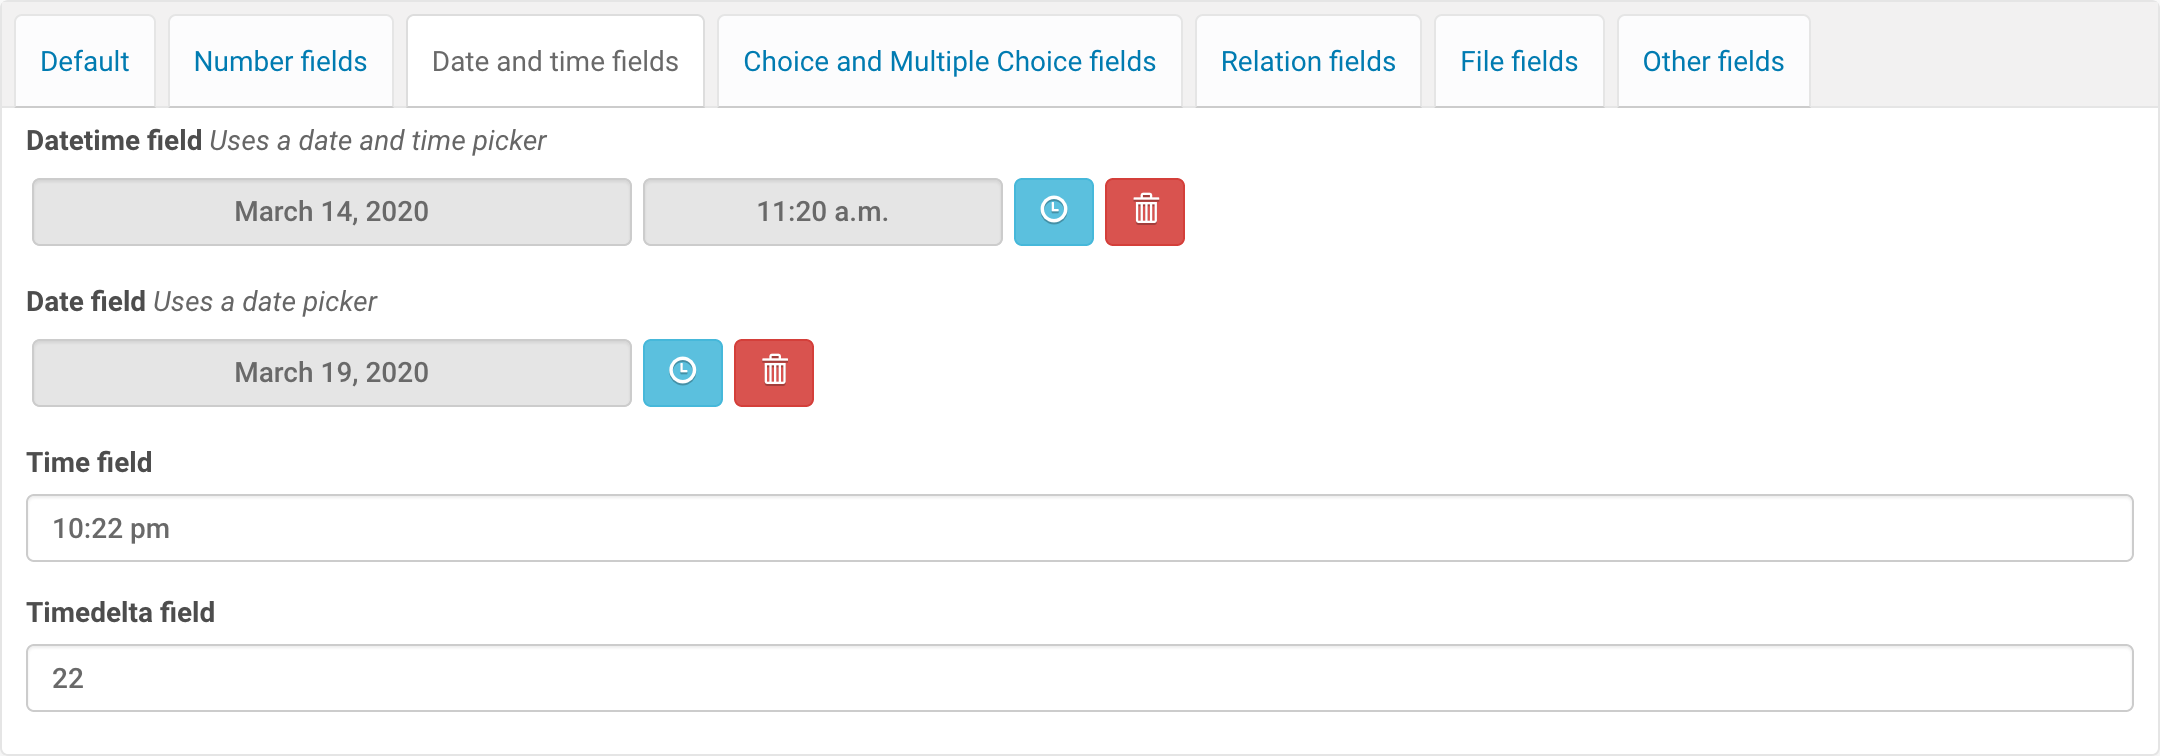 Default Number fields Date and time fields Choice and Multiple Choice fields Relation fields File fields Other fields
Datetime field Uses a date and time picker
March 14, 2020 11:20 a.m.
Date field Uses a date picker
March 19, 2020
Time field
10:22 pm
Timedelta field
22